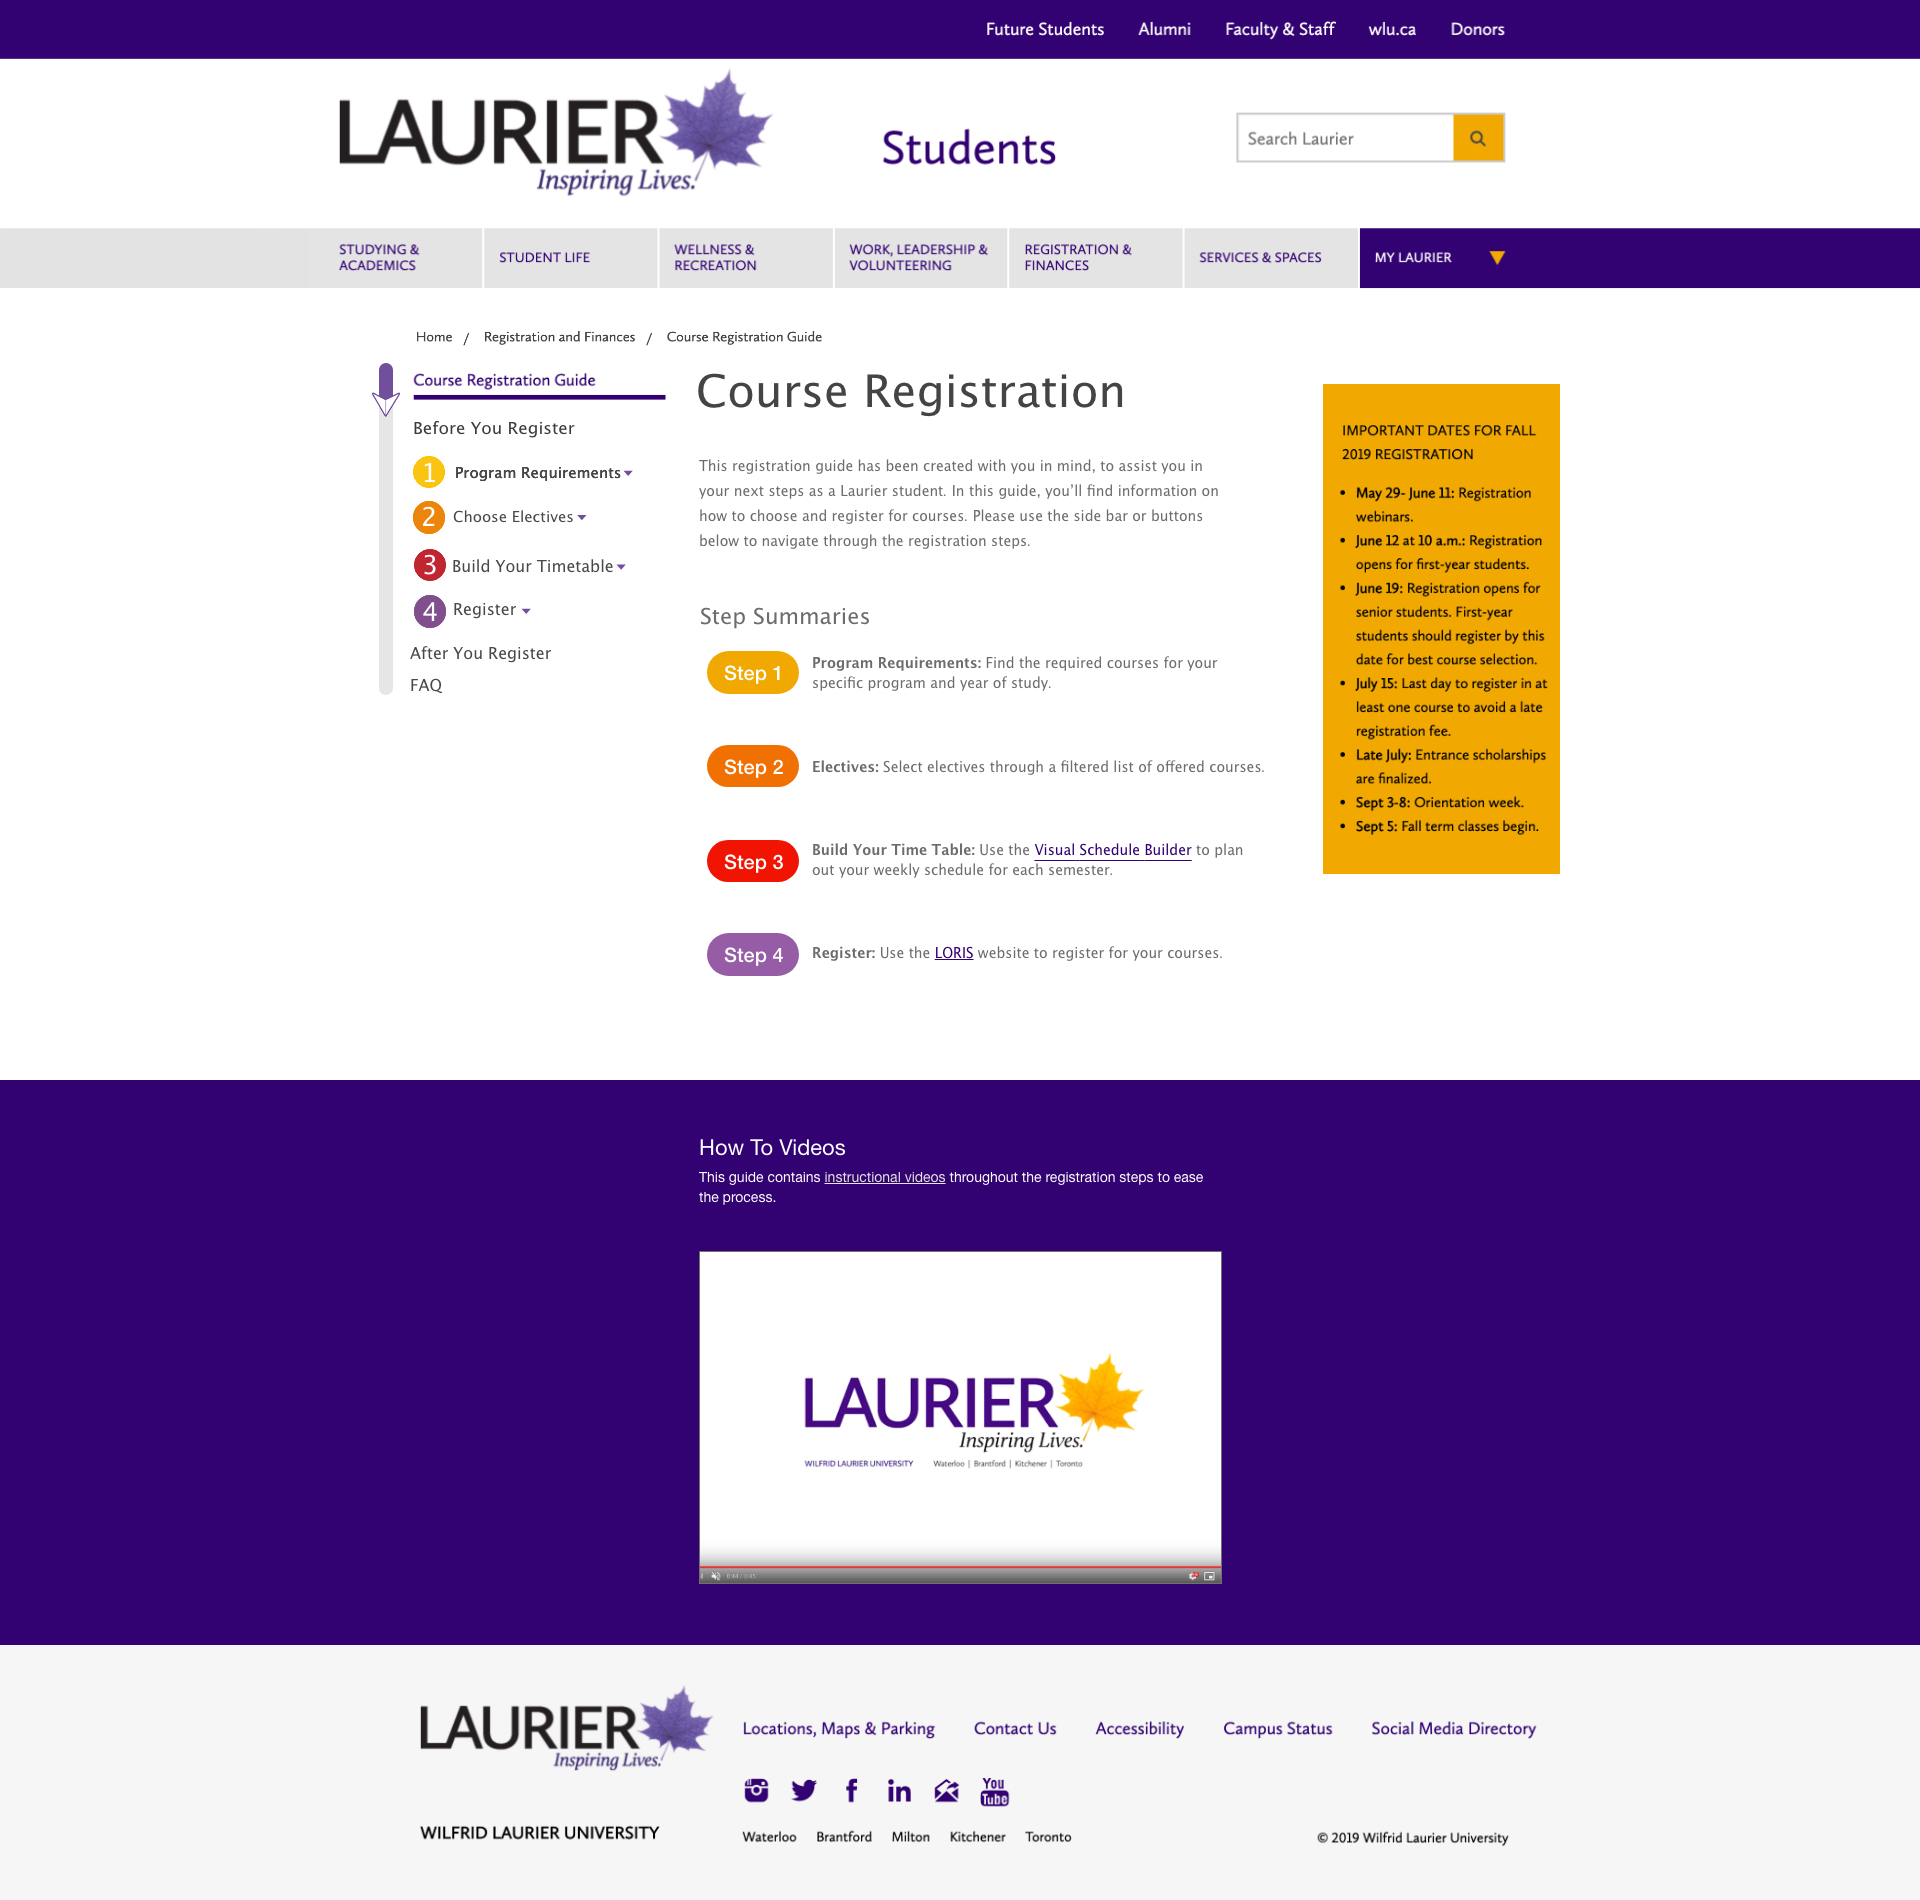 Future Students Alumni Faculty & Staff wlu.ca Donors
LAURIER
Inspiring Lives.
Students
Search Laurier
STUDYING &
ACADEMICS
STUDENT LIFE
WELLNESS &
RECREATION
WORK, LEADERSHIP &
VOLUNTEERING
REGISTRATION &
FINANCES
SERVICES & SPACES
MY LAURIER
Home / Registration and Finances / Course Registration Guide
Course Registration Guide
Before You Register
1 Program Requirements
2 Choose Electives
3 Build Your Timetable
4 Register
After You Register
FAQ
Course Registration
This registration guide has been created with you in mind, to assist you in
your next steps as a Laurier student. In this guide, you'll find information on
how to choose and register for courses. Please use the side bar or buttons
below to navigate through the registration steps.
Step Summaries
Step 1
Program Requirements: Find the required courses for your
specific program and year of study.
Step 2
Electives: Select electives through a filtered list of offered courses.
Step 3
Build Your Time Table: Use the Visual Schedule Builder to plan
out your weekly schedule for each semester.
Step 4
Register: Use the LORIS website to register for your courses.
IMPORTANT DATES FOR FALL
2019 REGISTRATION
• May 29- June 11: Registration
webinars.
• June 12 at 10 a.m.: Registration
opens for first-year students.
• June 19: Registration opens for
senior students. First-year
students should register by this
date for best course selection.
• July 15: Last day to register in at
least one course to avoid a late
registration fee.
• Late July: Entrance scholarships
are finalized.
• Sept 3-8: Orientation week.
• Sept 5: Fall term classes begin.
How To Videos
This guide contains instructional videos throughout the registration steps to ease
the process.
LAURIER
Inspiring Lives.
WILFRID LAURIER UNIVERSITY Waterloo | Brantford | Kitchener | Toronto
0:44 / 0:45
LAURIER
Inspiring Lives.
WILFRID LAURIER UNIVERSITY
Locations, Maps & Parking Contact Us Accessibility Campus Status Social Media Directory
You
Tube
Waterloo Brantford Milton Kitchener Toronto
© 2019 Wilfrid Laurier University